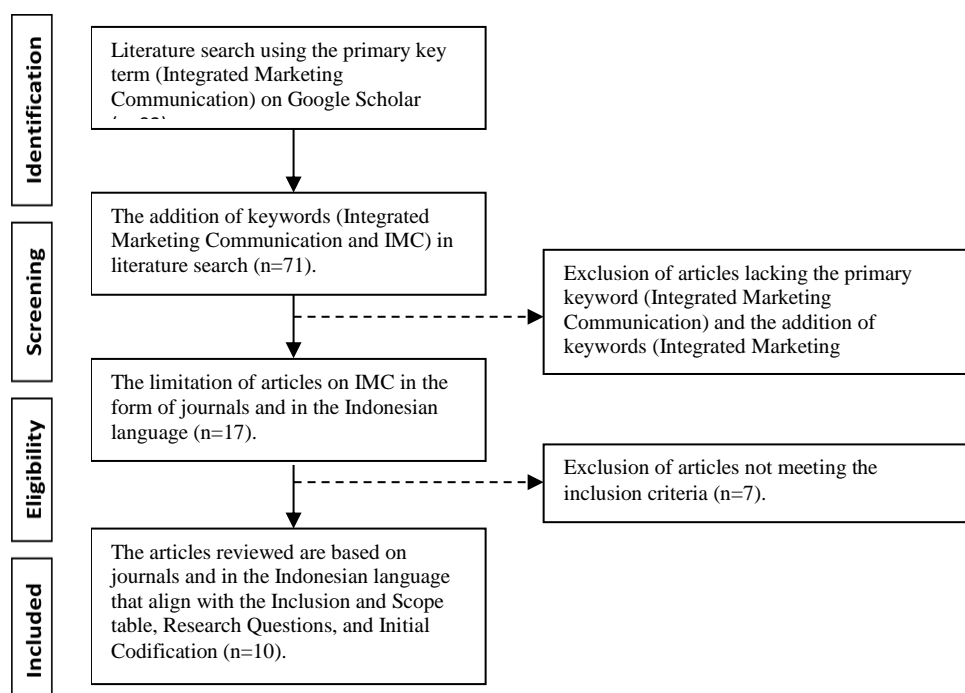 Identification
Literature search using the primary key
term (Integrated Marketing
Communication) on Google Scholar
Screening
The addition of keywords (Integrated
Marketing Communication and IMC) in
literature search (n=71).
Exclusion of articles lacking the primary
keyword (Integrated Marketing
Communication) and the addition of
keywords (Integrated Marketing
Eligibility
The limitation of articles on IMC in the
form of journals and in the Indonesian
language (n=17).
Exclusion of articles not meeting the
inclusion criteria (n=7).
Included
The articles reviewed are based on
journals and in the Indonesian language
that align with the Inclusion and Scope
table, Research Questions, and Initial
Codification (n=10).